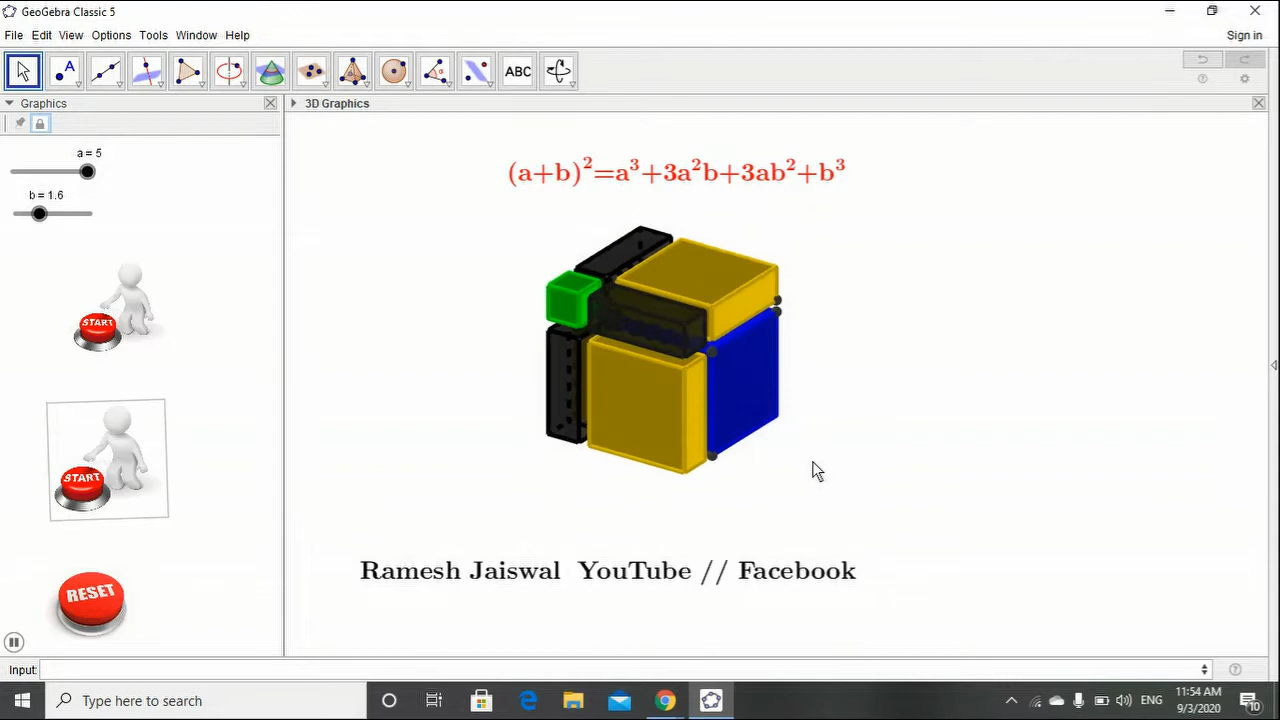 GeoGebra Classic 5
File Edit View Options Tools Window Help
Sign in
A
ABC
Graphics
3D Graphics
a = 5
b = 1.6
(a+b)²=a³+3a²b+3ab²+b³
START
START
RESET
Ramesh Jaiswal YouTube // Facebook
Input:
Type here to search
ENG
11:54 AM
9/3/2020
10